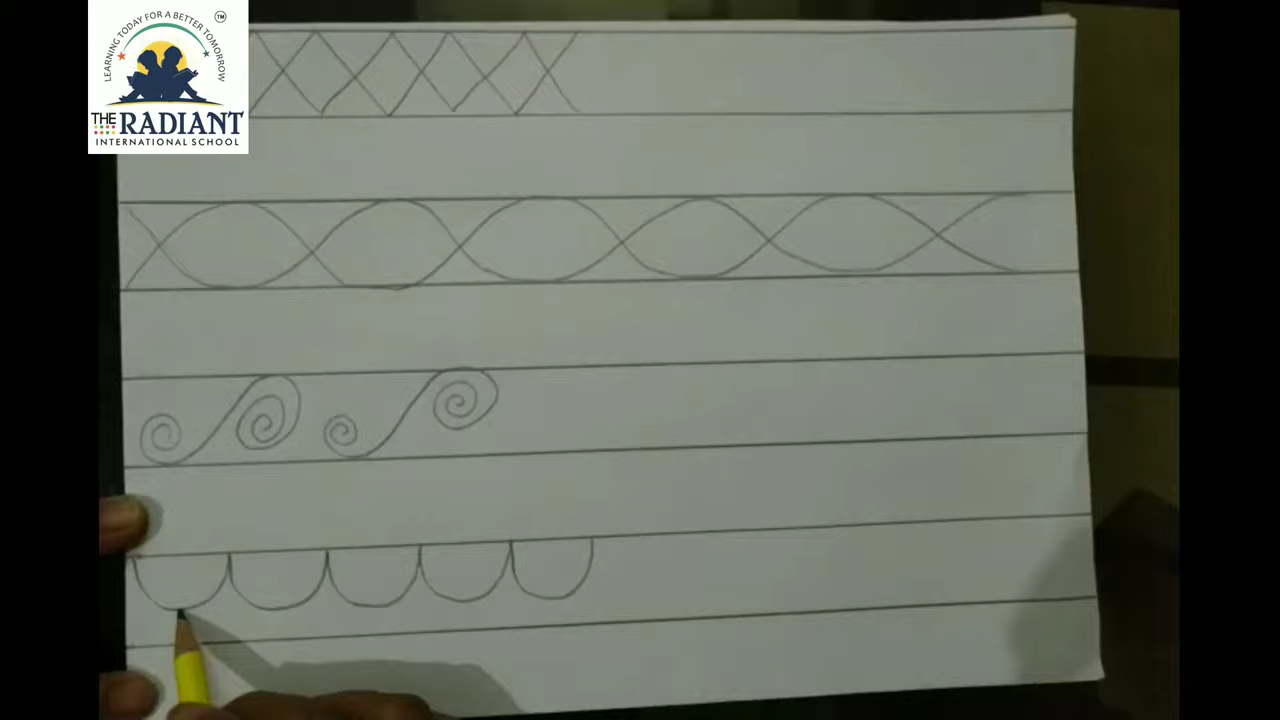 LEARNING TODAY FOR A BETTER TOMORROW
TM
THE RADIANT
INTERNATIONAL SCHOOL